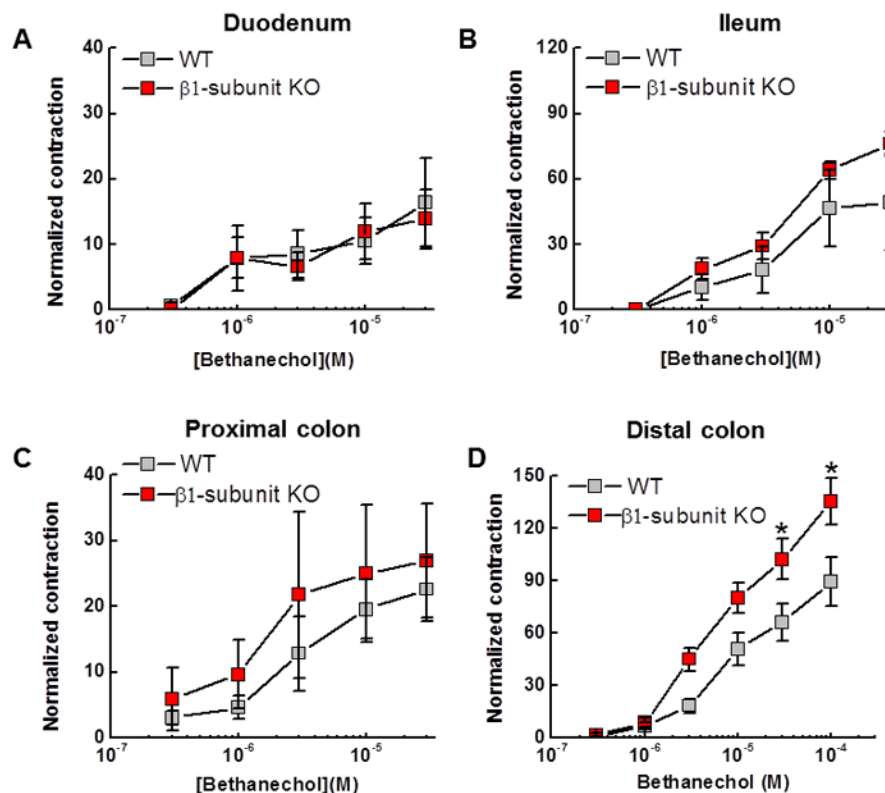 A
Duodenum
WT
β1-subunit KO
Normalized contraction
40
30
20
10
0
10⁻⁷
10⁻⁶
10⁻⁵
[Bethanechol](M)
B
Ileum
WT
β1-subunit KO
Normalized contraction
120
90
60
30
0
10⁻⁷
10⁻⁶
10⁻⁵
[Bethanechol](M)
C
Proximal colon
WT
β1-subunit KO
Normalized contraction
40
30
20
10
0
10⁻⁷
10⁻⁶
10⁻⁵
[Bethanechol](M)
D
Distal colon
WT
β1-subunit KO
*
*
Normalized contraction
150
120
90
60
30
0
10⁻⁷
10⁻⁶
10⁻⁵
10⁻⁴
Bethanechol (M)